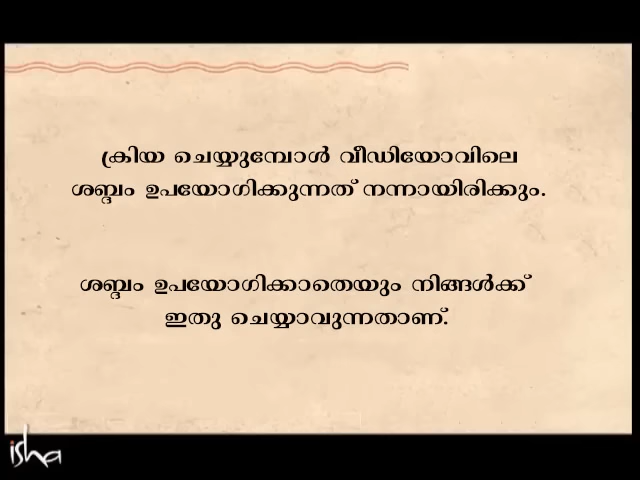 ക്രിയ ചെയ്യുമ്പോൾ വീഡിയോവിലെ
ശബ്ദം ഉപയോഗിക്കുന്നത് നന്നായിരിക്കും.
ശബ്ദം ഉപയോഗിക്കാതെയും നിങ്ങൾക്ക്
ഇതു ചെയ്യാവുന്നതാണ്.
isha